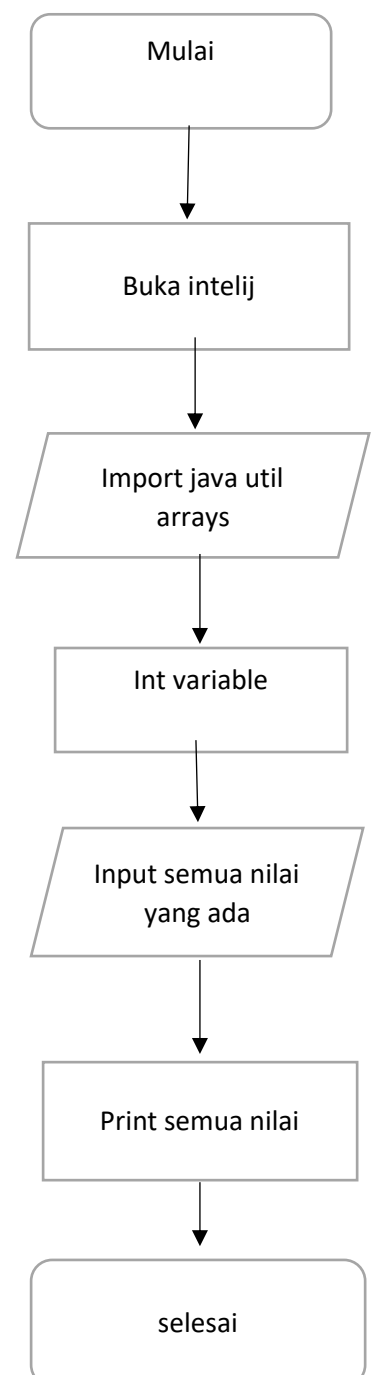 Mulai
Buka intelij
Import java util
arrays
Int variable
Input semua nilai
yang ada
Print semua nilai
selesai